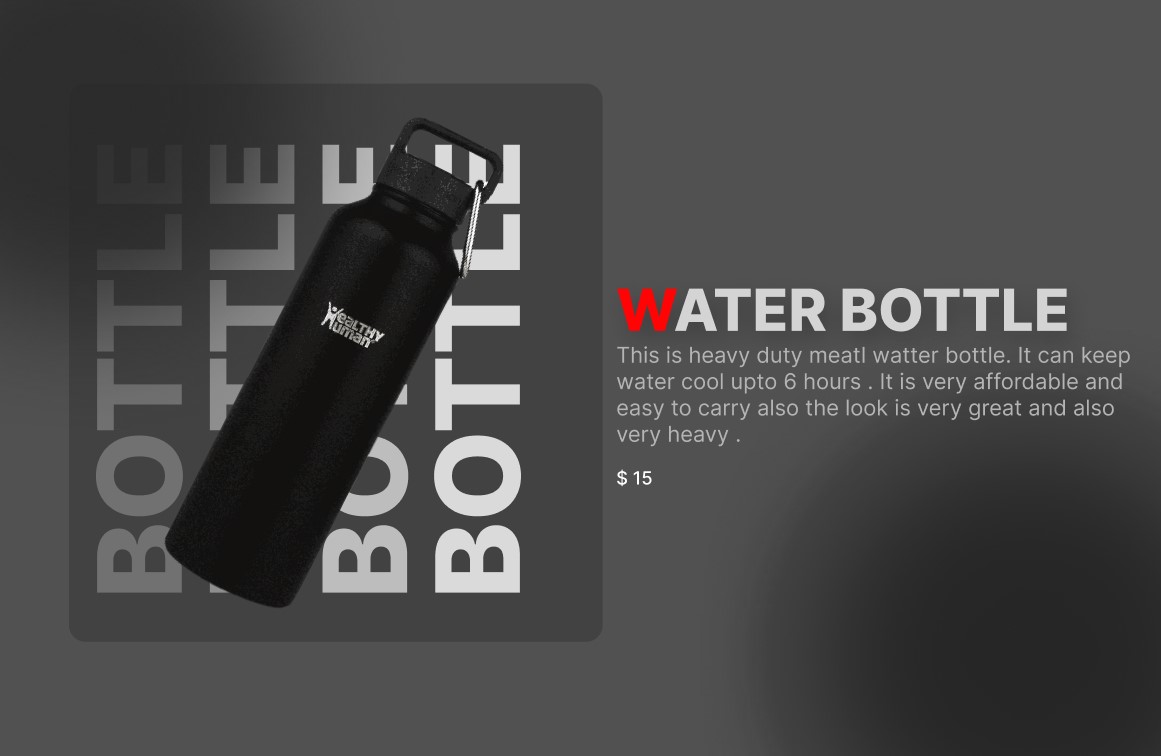 BOTTLE
BOTTLE
BOTTLE
BOTTLE
Healthy
Human
WATER BOTTLE
This is heavy duty meatl watter bottle. It can keep
water cool upto 6 hours . It is very affordable and
easy to carry also the look is very great and also
very heavy .
$ 15